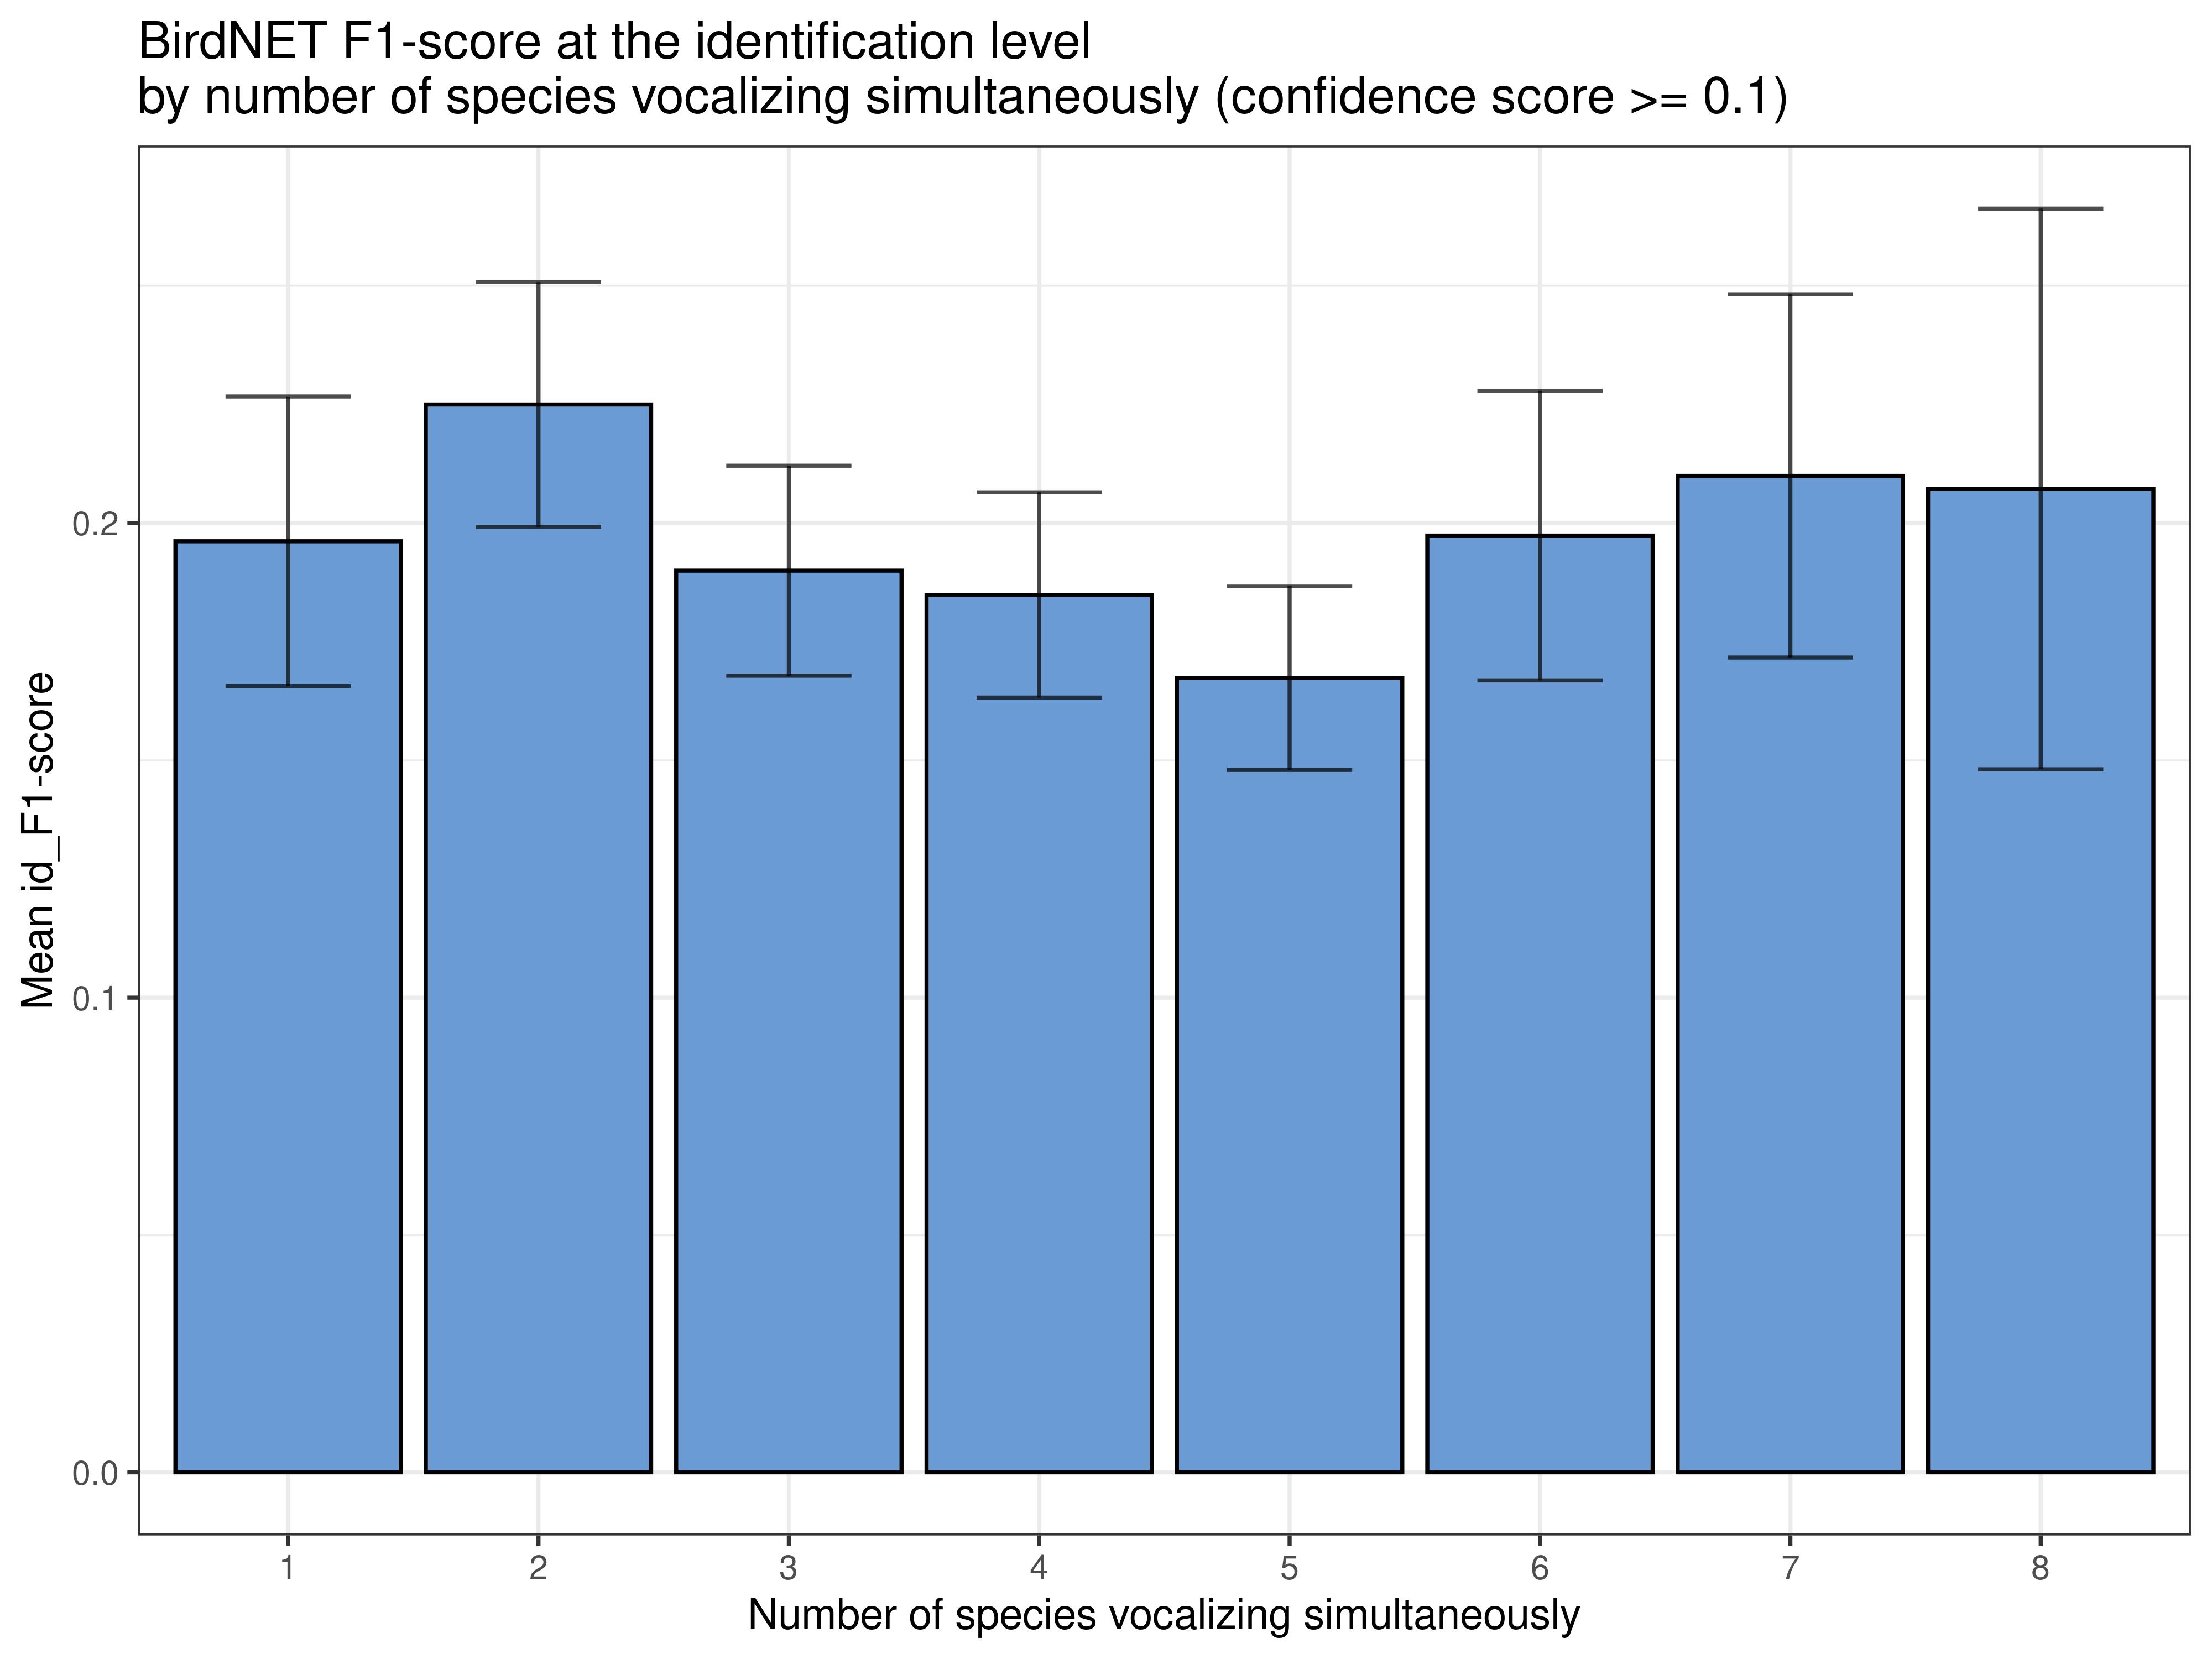 BirdNET F1-score at the identification level
by number of species vocalizing simultaneously (confidence score >= 0.1)
Mean id_F1-score
0.2
0.1
0.0
1 2 3 4 5 6 7 8
Number of species vocalizing simultaneously